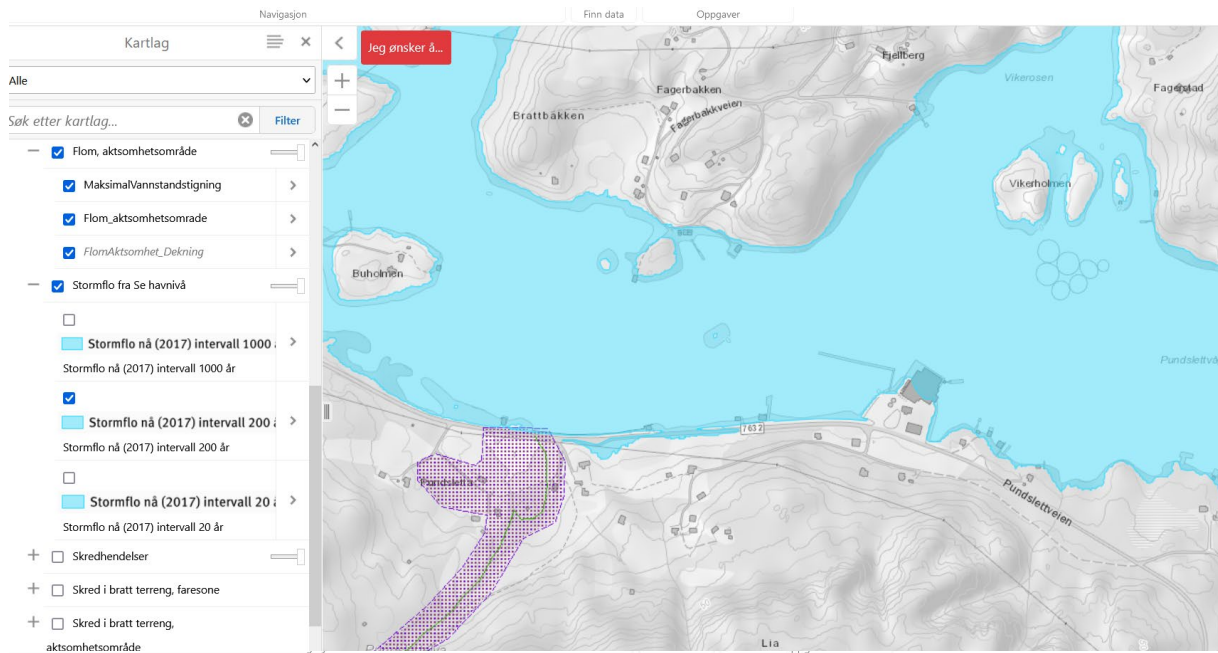 Navigasjon
Finn data
Oppgaver
Kartlag
Alle
Søk etter kartlag...
Filter
Flom, aktsomhetsområde
MaksimalVannstandstigning
Flom_aktsomhetsomrade
FlomAktsomhet_Dekning
Stormflo fra Se havnivå
Stormflo nå (2017) intervall 1000
Stormflo nå (2017) intervall 1000 år
Stormflo nå (2017) intervall 200
Stormflo nå (2017) intervall 200 år
Stormflo nå (2017) intervall 20
Stormflo nå (2017) intervall 20 år
Skredhendelser
Skred i bratt terreng, faresone
Skred i bratt terreng,
aktsomhetsområde
Jeg ønsker å...
Fjellberg
Vikerosen
Fagerbakken
Fagerstad
Brattbakken
Fagerbakkveien
Vikerholmen
Buholmen
Pundslettvå
7632
Pundsletta
Pundslettveien
Lia